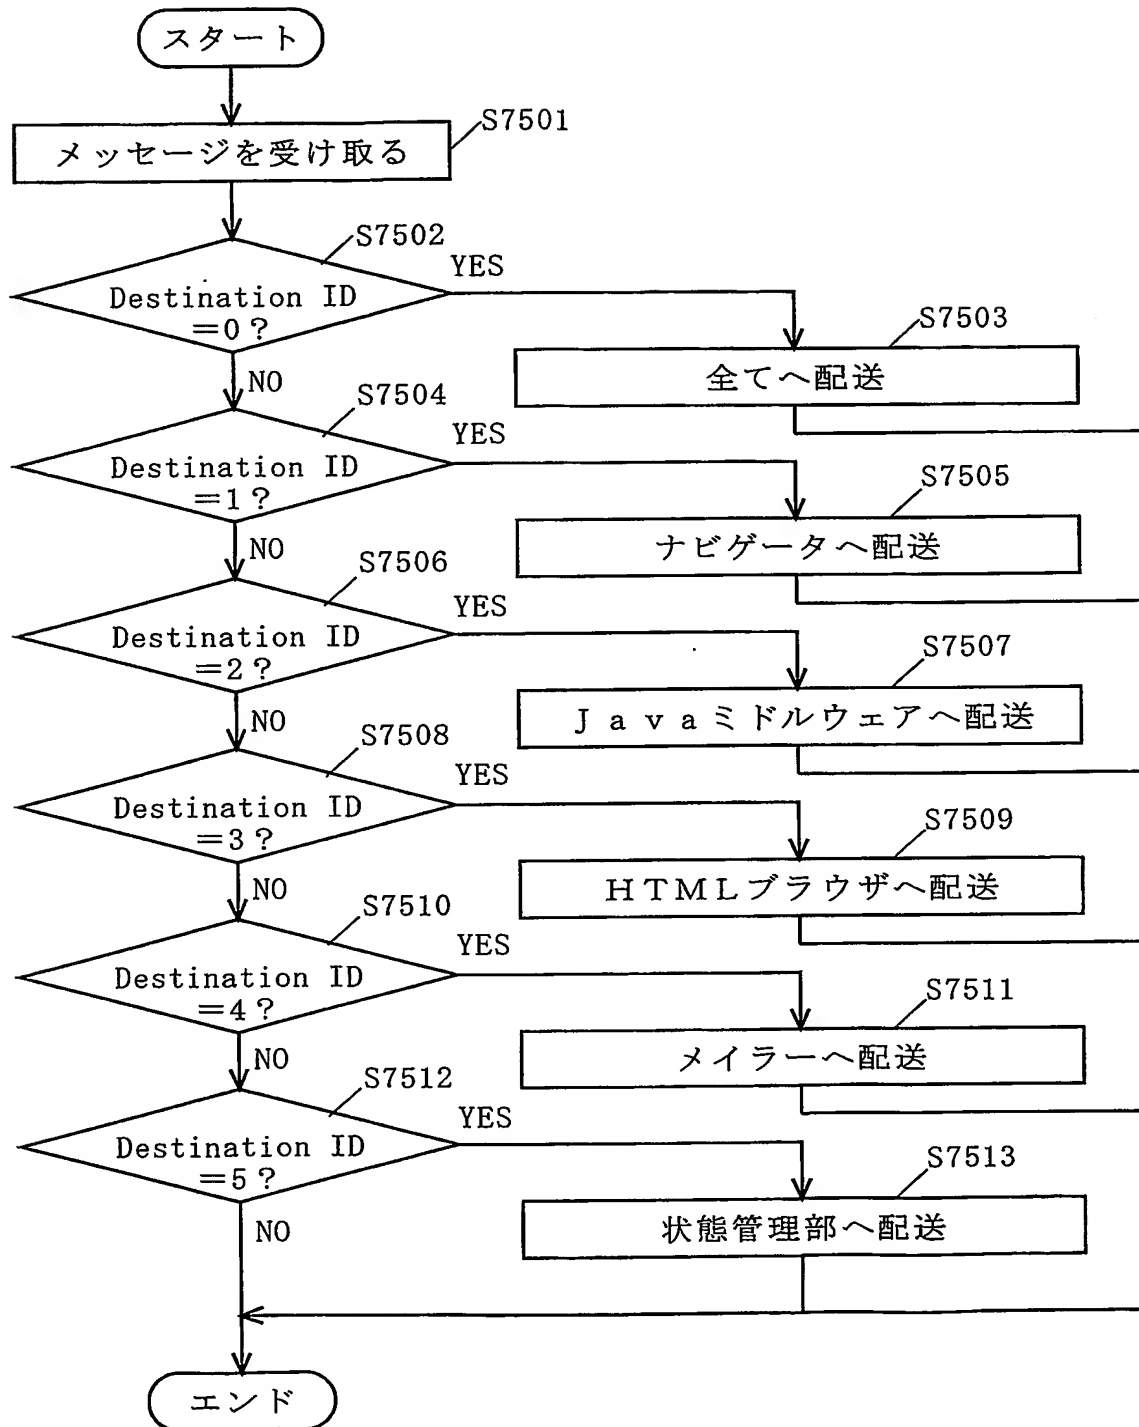 スタート
S7501
メッセージを受け取る
S7502
YES
Destination ID
=0?
S7503
全てへ配送
NO
S7504
YES
Destination ID
=1?
S7505
ナビゲータへ配送
NO
S7506
YES
Destination ID
=2?
S7507
Javaミドルウェアへ配送
NO
S7508
YES
Destination ID
=3?
S7509
HTMLブラウザへ配送
NO
S7510
YES
Destination ID
=4?
S7511
メイラーへ配送
NO
S7512
YES
Destination ID
=5?
S7513
状態管理部へ配送
NO
エンド